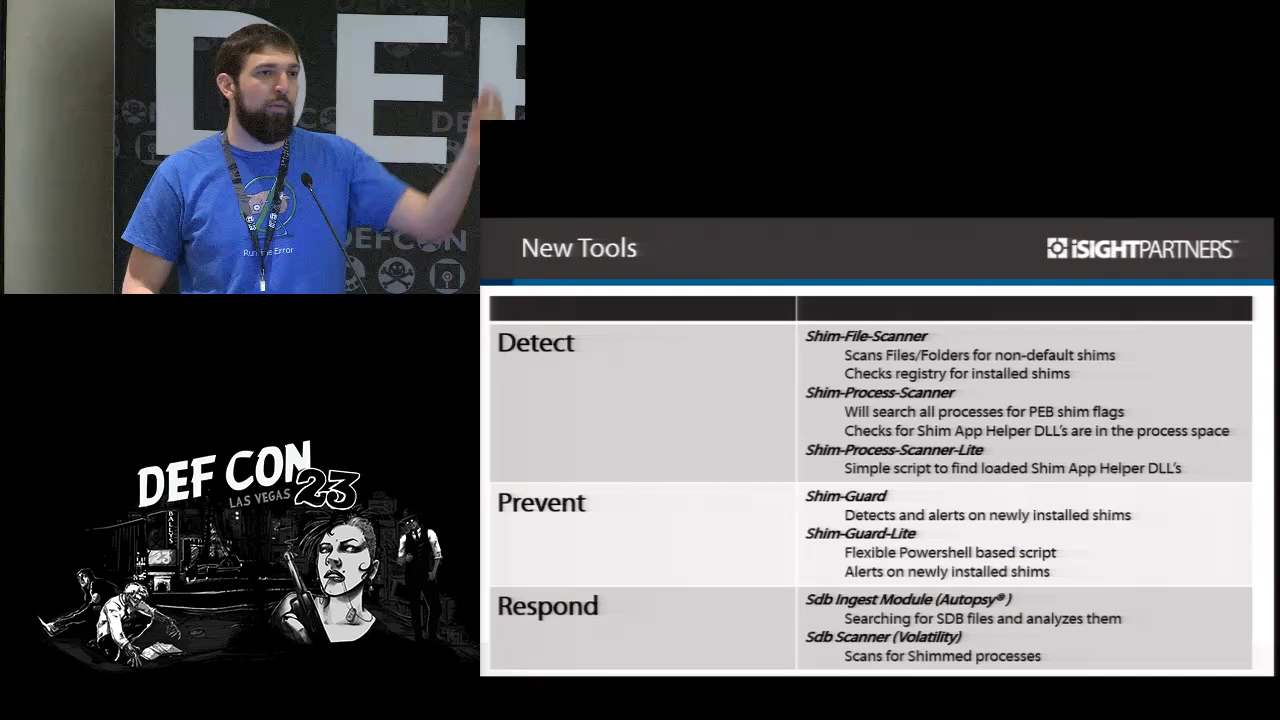 DEF
DEFCON
Runtime Error
DEF CON
LAS VEGAS 23
BALLYS
New Tools
iSIGHTPARTNERS™
Detect
Shim-File-Scanner
Scans Files/Folders for non-default shims
Checks registry for installed shims
Shim-Process-Scanner
Will search all processes for PEB shim flags
Checks for Shim App Helper DLL's are in the process space
Shim-Process-Scanner-Lite
Simple script to find loaded Shim App Helper DLL's
Prevent
Shim-Guard
Detects and alerts on newly installed shims
Shim-Guard-Lite
Flexible Powershell based script
Alerts on newly installed shims
Respond
Sdb Ingest Module (Autopsy®)
Searching for SDB files and analyzes them
Sdb Scanner (Volatility)
Scans for Shimmed processes